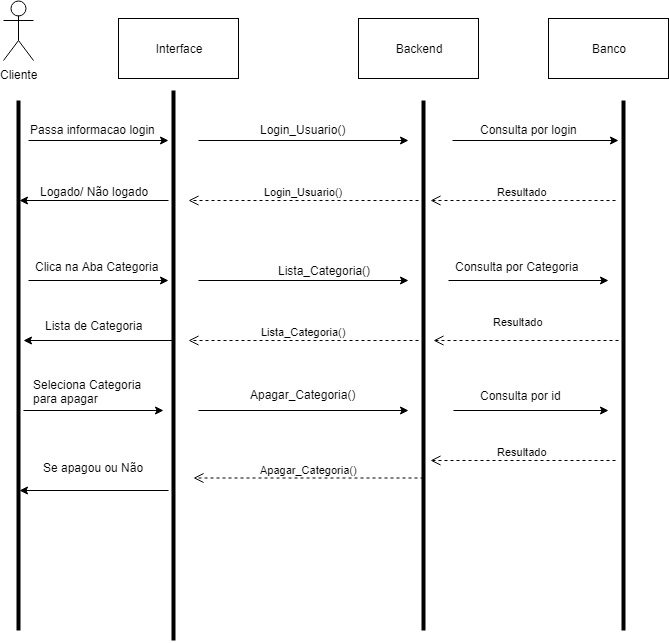 Cliente
Interface
Backend
Banco
Passa informacao login
Login_Usuario()
Consulta por login
Logado/ Não logado
Login_Usuario()
Resultado
Clica na Aba Categoria
Lista_Categoria()
Consulta por Categoria
Lista de Categoria
Lista_Categoria()
Resultado
Seleciona Categoria
para apagar
Apagar_Categoria()
Consulta por id
Se apagou ou Não
Apagar_Categoria()
Resultado